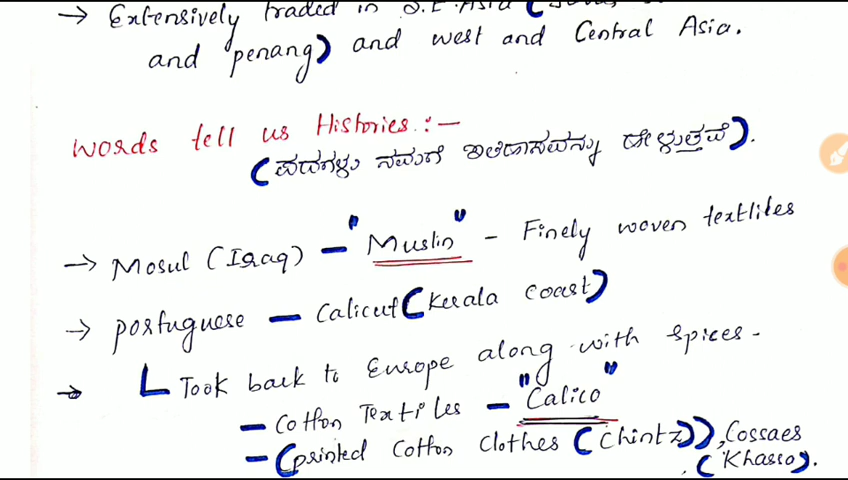 → Extensively traded in S.E. Asia (
and penang) and west and Central Asia.
words tell us Histories :-
(ಪದಗಳು ನಮಗೆ ಇತಿಹಾಸವನ್ನು ಹೇಳುತ್ತವೆ).
→ Mosul (Iraq) - "Muslin" - Finely woven textiles
→ portuguese - Calicut (Kerala coast)
→ Took back to Europe along with spices -
- Cotton Textiles - "Calico"
- (printed Cotton clothes (chintz)), Cossaes
(Khassa).